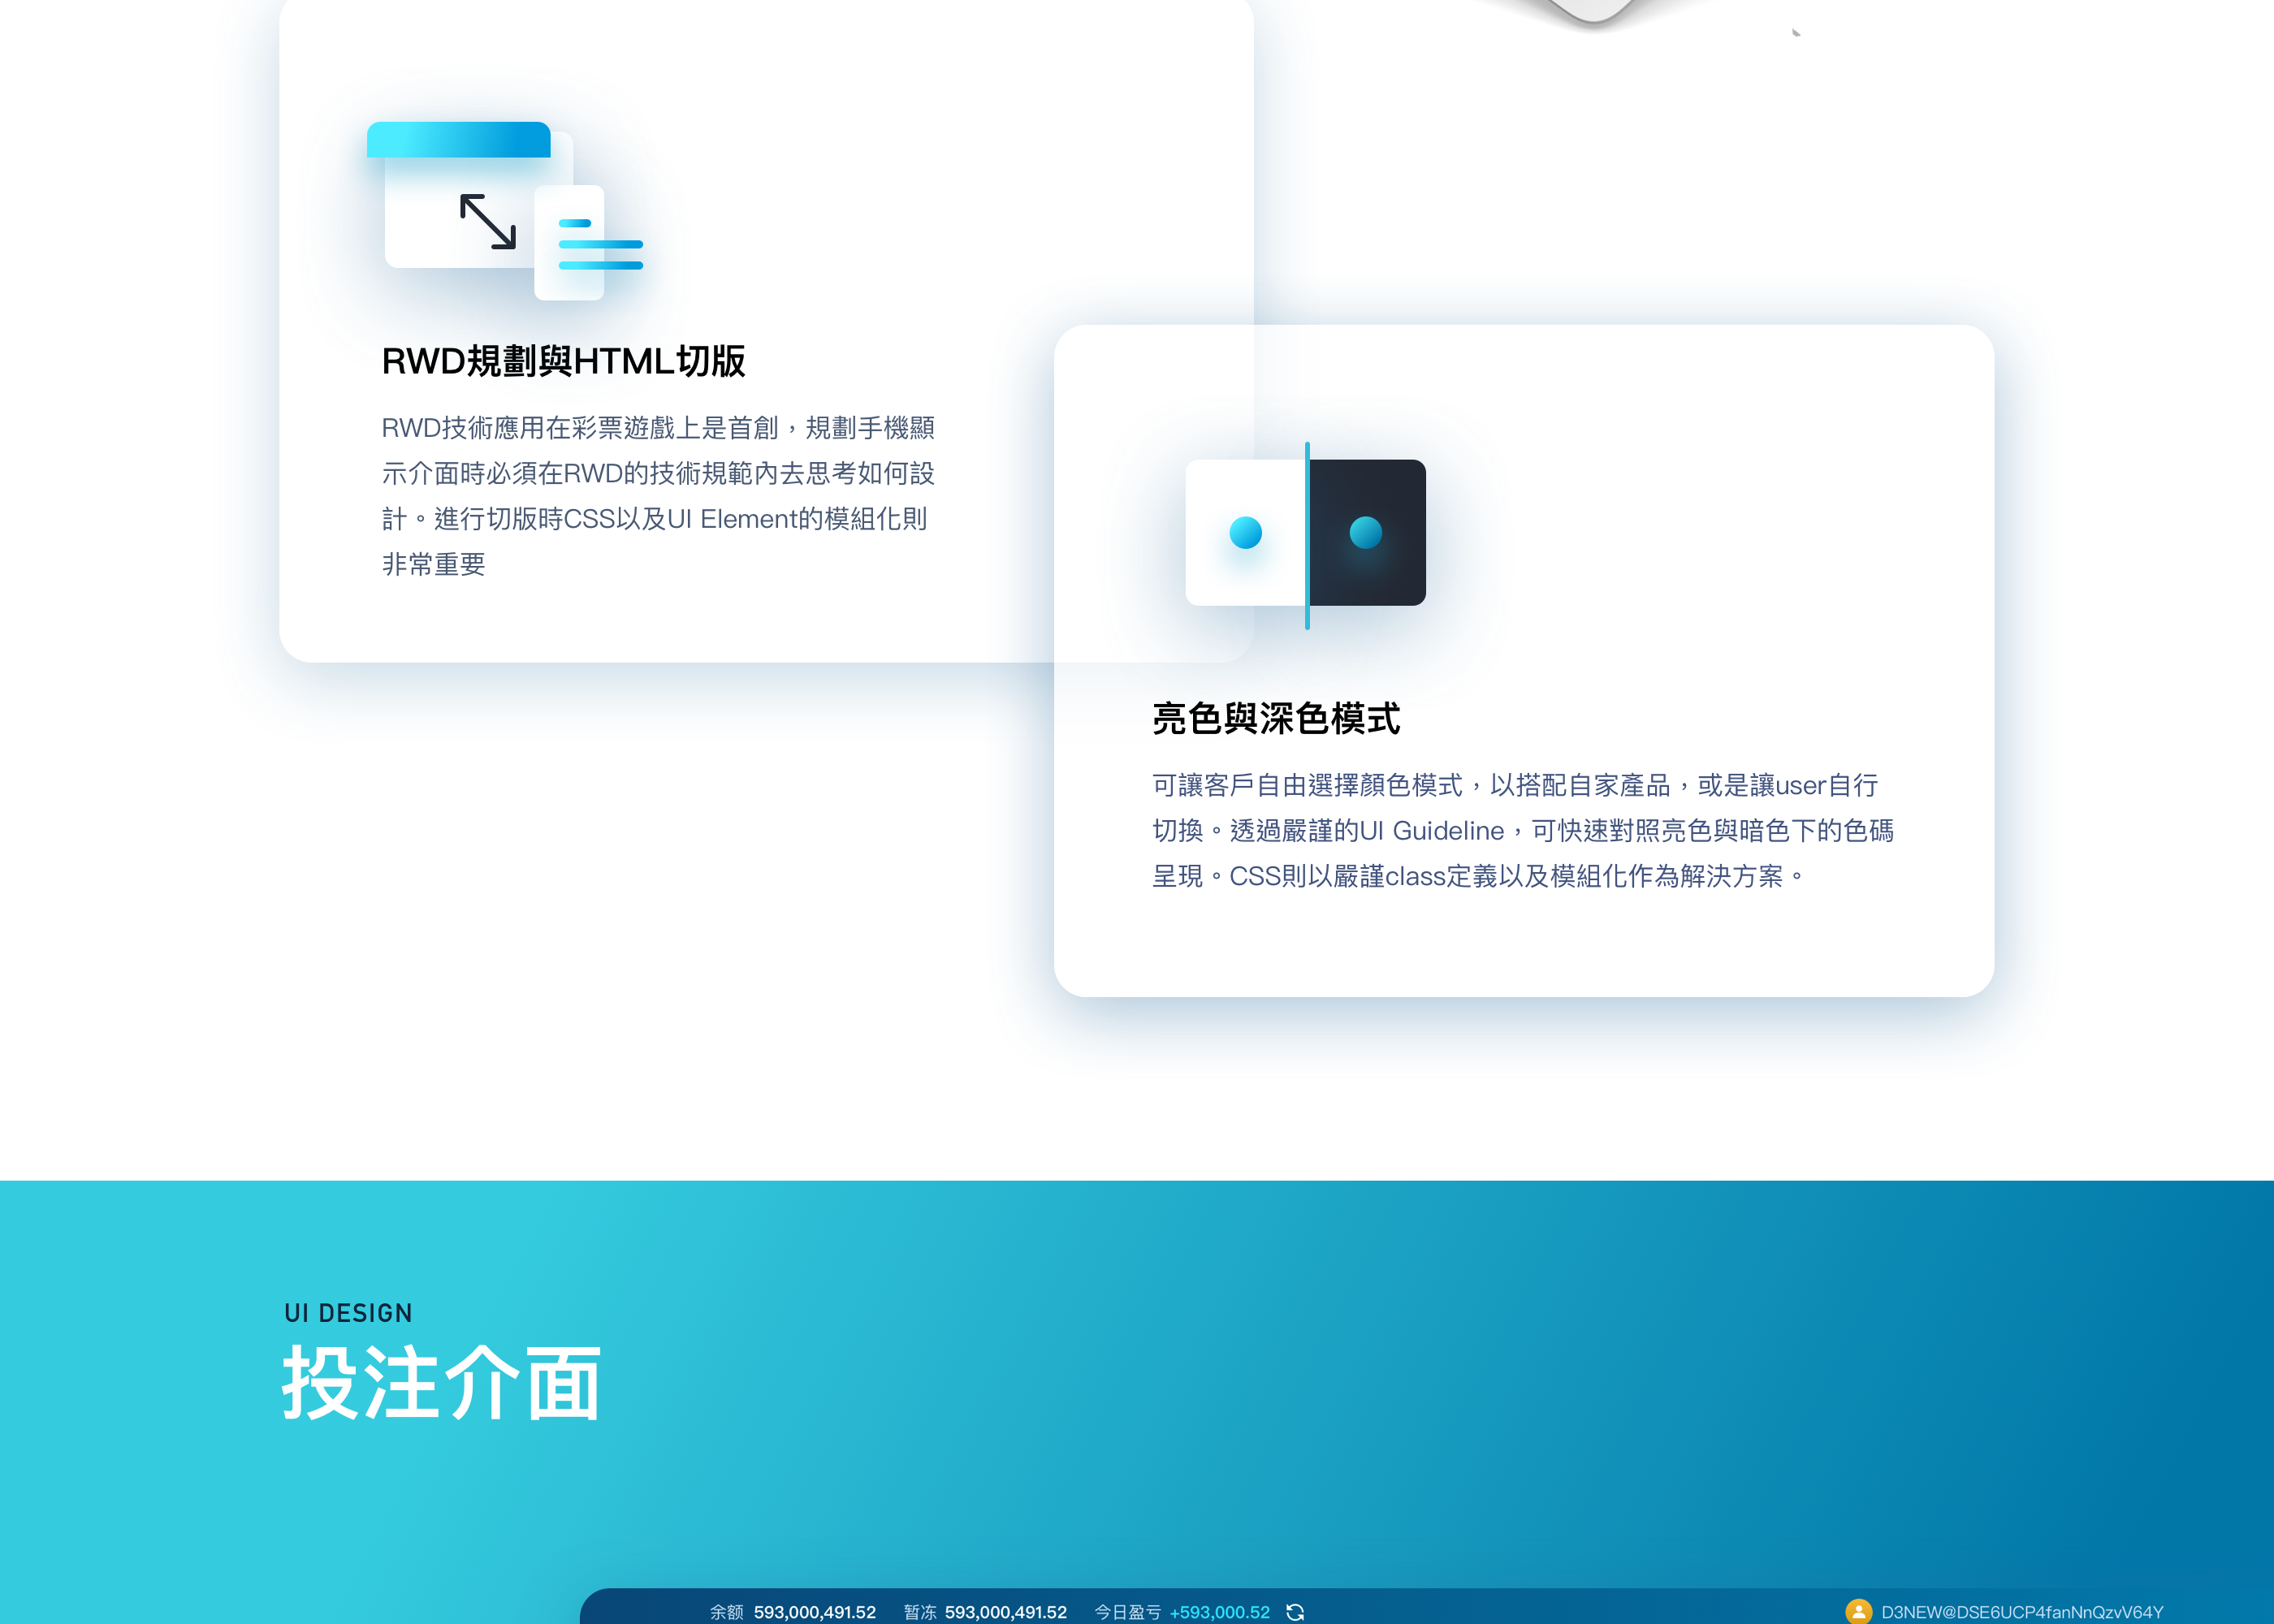 RWD規劃與HTML切版
RWD技術應用在彩票遊戲上是首創，規劃手機顯
示介面時必須在RWD的技術規範內去思考如何設
計。進行切版時CSS以及UI Element的模組化則
非常重要
亮色與深色模式
可讓客戶自由選擇顏色模式，以搭配自家產品，或是讓user自行
切換。透過嚴謹的UI Guideline，可快速對照亮色與暗色下的色碼
呈現。CSS則以嚴謹class定義以及模組化作為解決方案。
UI DESIGN
投注介面
余额 593,000,491.52 暂冻 593,000,491.52 今日盈亏 +593,000.52 D3NEW@DSE6UCP4fanNnQzvV64Y